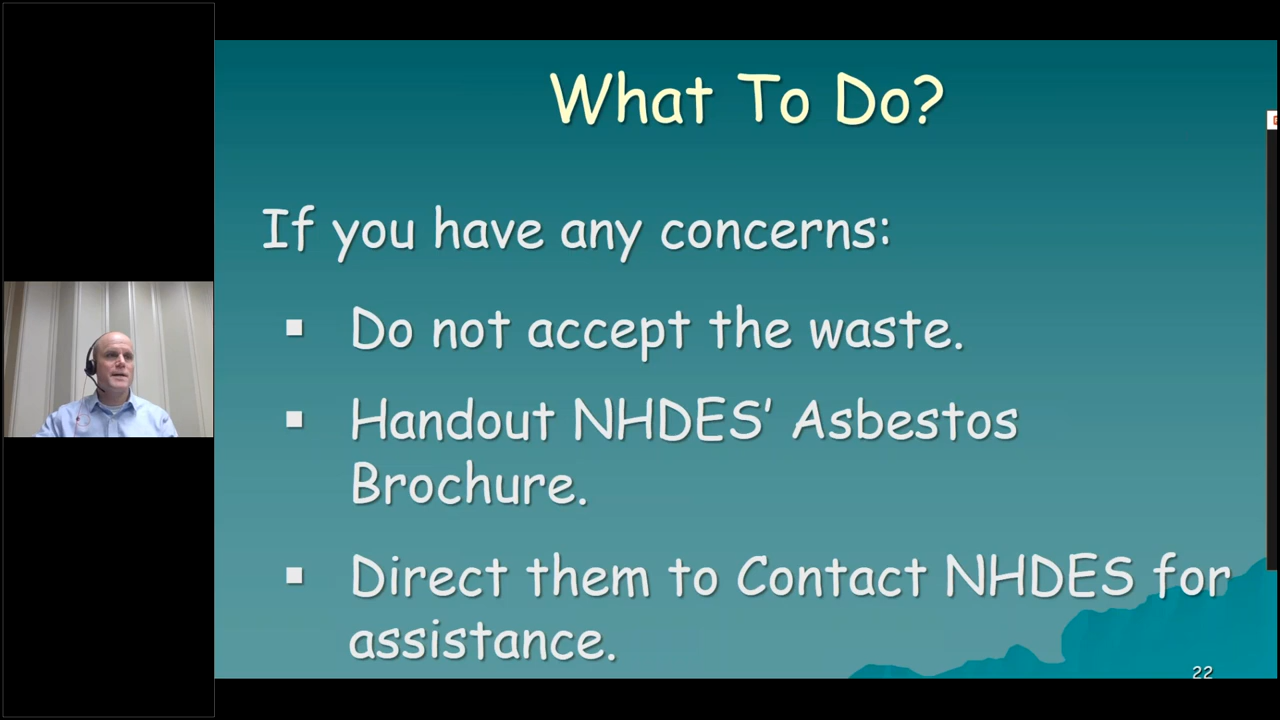 What To Do?
If you have any concerns:
▪ Do not accept the waste.
▪ Handout NHDES’ Asbestos
Brochure.
▪ Direct them to Contact NHDES for
assistance.
22